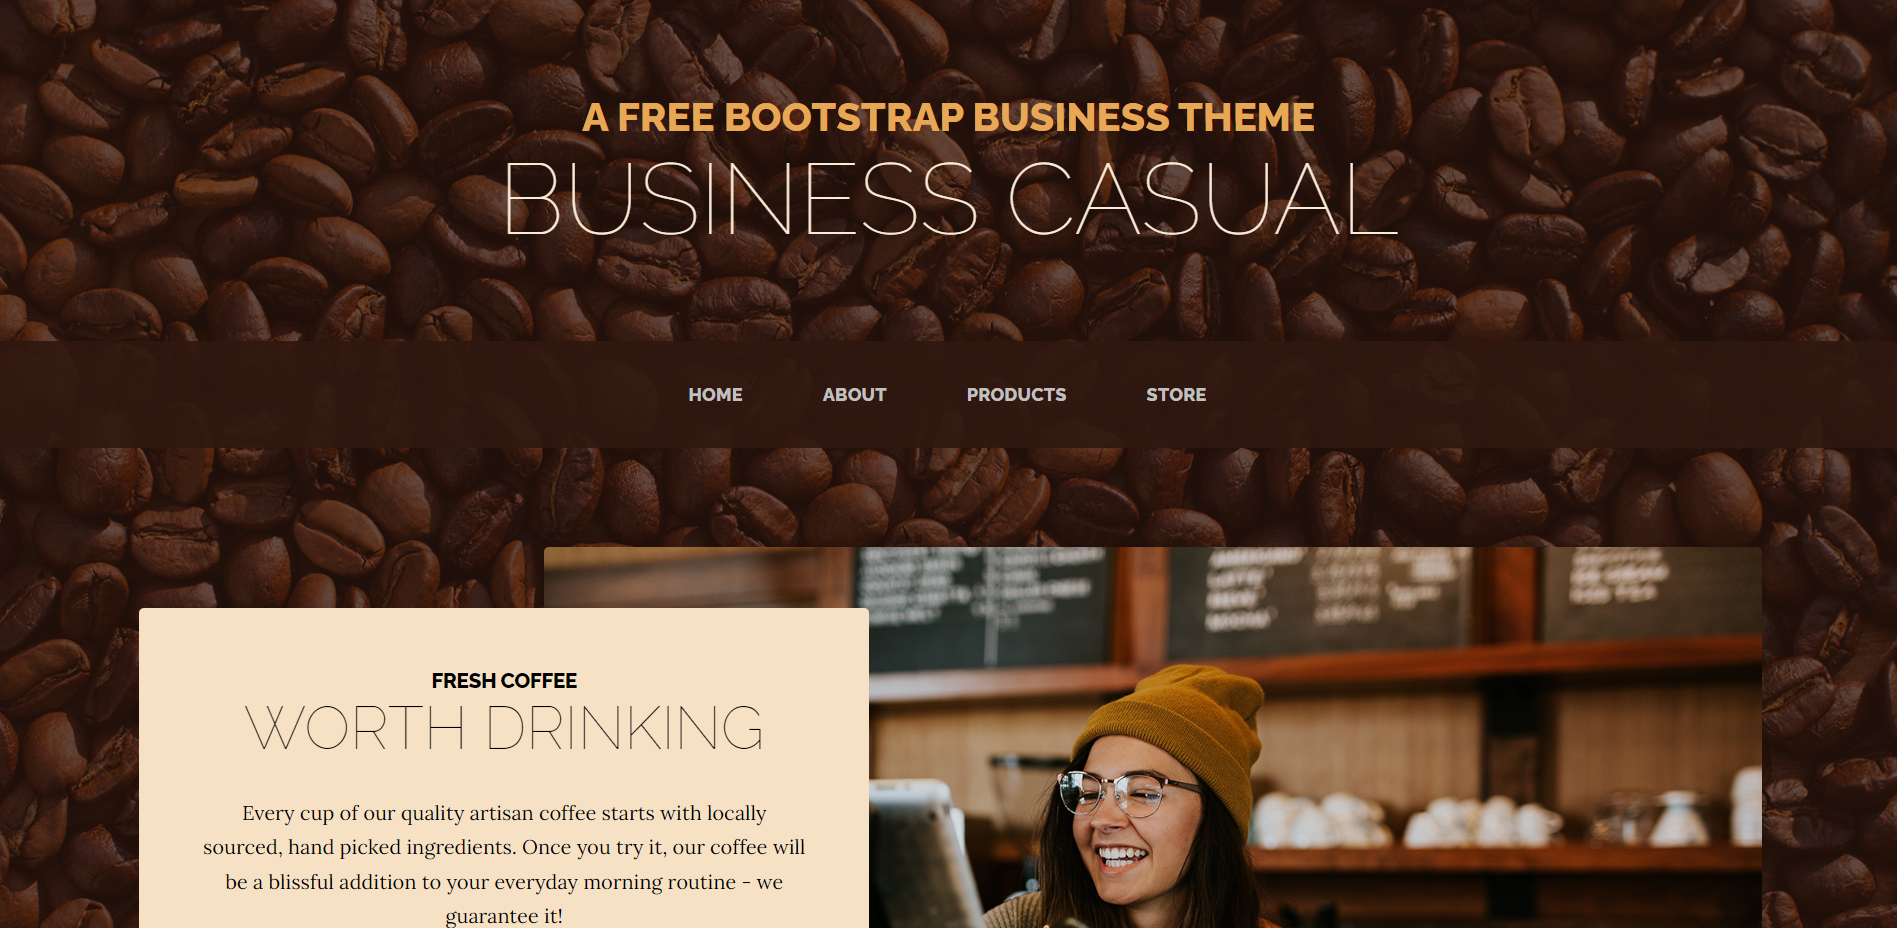 A FREE BOOTSTRAP BUSINESS THEME
BUSINESS CASUAL
HOME ABOUT PRODUCTS STORE
LATTE
FRESH COFFEE
WORTH DRINKING
Every cup of our quality artisan coffee starts with locally
sourced, hand picked ingredients. Once you try it, our coffee will
be a blissful addition to your everyday morning routine - we
guarantee it!